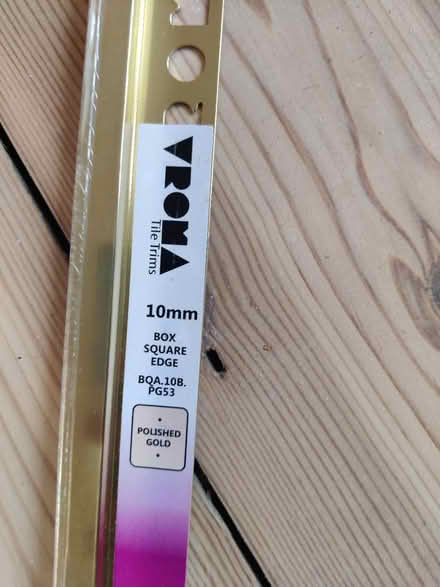 VROMA
Tile Trims
10mm
BOX
SQUARE
EDGE
BQA.10B.
PG53
POLISHED
GOLD